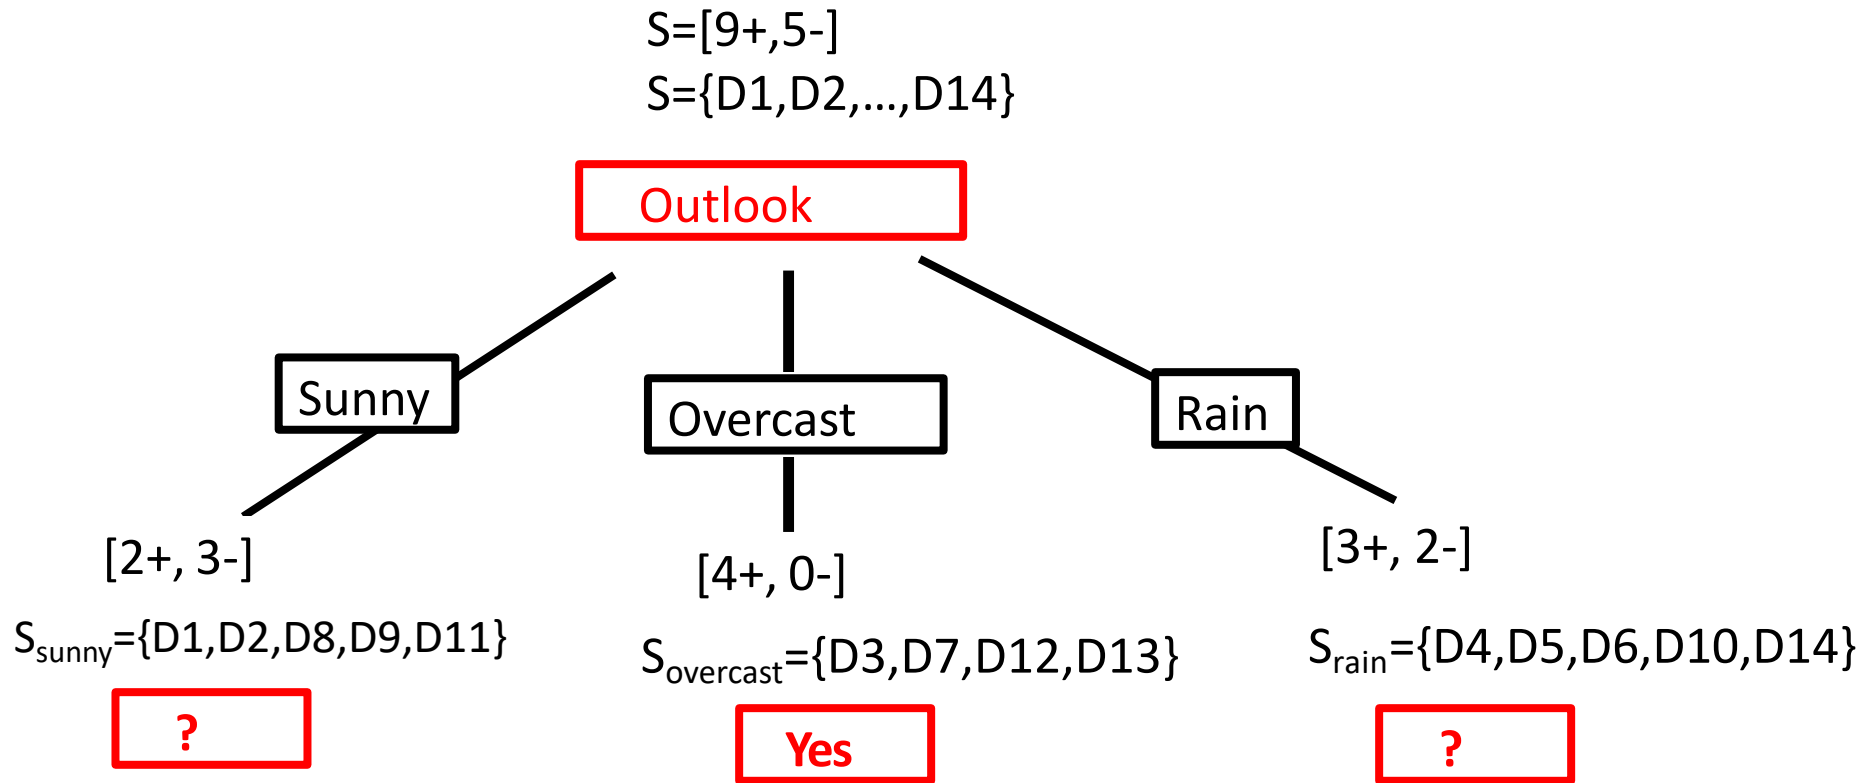 S=[9+,5-]
S={D1,D2,…,D14}
Outlook
Sunny
Overcast
Rain
[2+, 3-]
[4+, 0-]
[3+, 2-]
Ssunny={D1,D2,D8,D9,D11}
Sovercast={D3,D7,D12,D13}
Srain={D4,D5,D6,D10,D14}
?
Yes
?